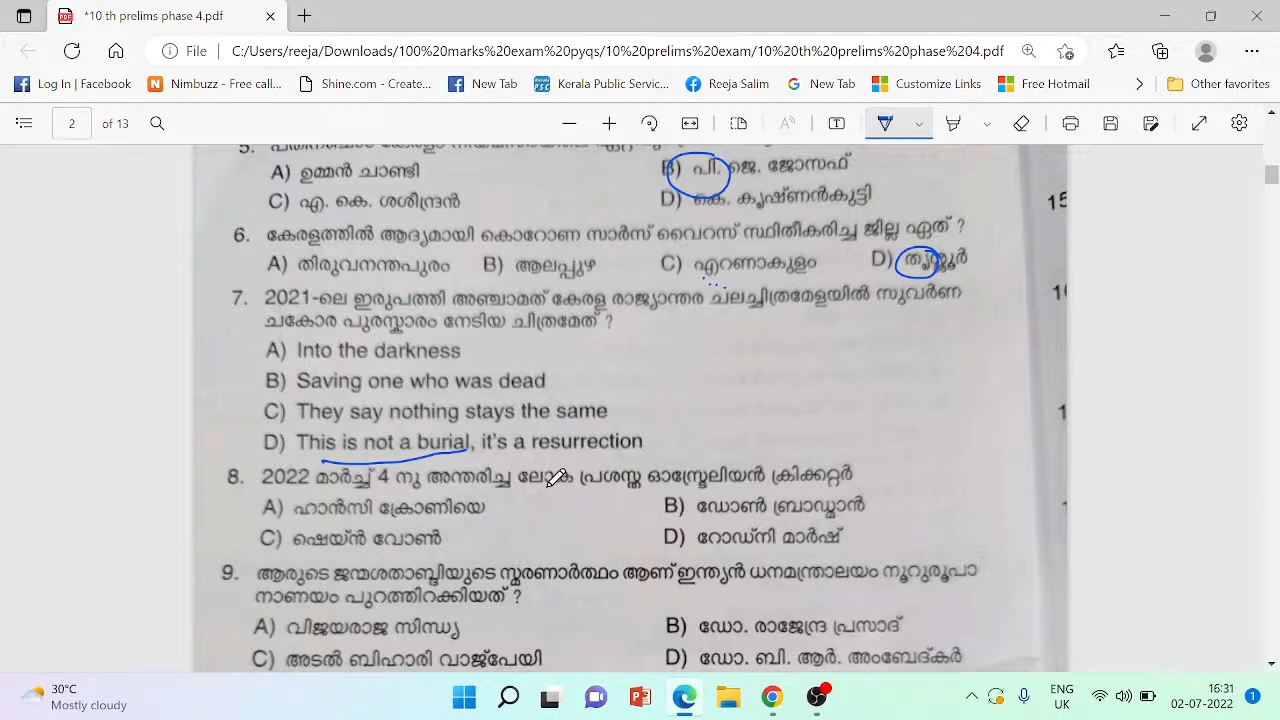 *10 th prelims phase 4.pdf
File C:/Users/reeja/Downloads/100%20marks%20exam%20pyqs/10%20prelims%20exam/10%20th%20prelims%20phase%204.pdf
Log In | Facebook Nimbuzz - Free cal... Shine.com - Express... New Tab Kerala Public Servic... Reeja Salim New Tab Customize Links Free Hotmail Other favorites
2 of 13
5.
A) ഉമ്മൻ ചാണ്ടി B) പി. ജെ. ജോസഫ്
C) എ. കെ. ശശീന്ദ്രൻ D) കെ. കൃഷ്ണൻകുട്ടി
15
6. കേരളത്തിൽ ആദ്യമായി കൊറോണ സാർസ് വൈറസ് സ്ഥിതീകരിച്ച ജില്ല ഏത് ?
A) തിരുവനന്തപുരം B) ആലപ്പുഴ C) എറണാകുളം D) തൃശ്ശൂർ
7. 2021-ലെ ഇരുപത്തി അഞ്ചാമത് കേരള രാജ്യാന്തര ചലച്ചിത്രമേളയിൽ സുവർണ
ചകോര പുരസ്കാരം നേടിയ ചിത്രമേത് ?
A) Into the darkness
B) Saving one who was dead
C) They say nothing stays the same
D) This is not a burial, it's a resurrection
8. 2022 മാർച്ച് 4 നു അന്തരിച്ച ലോക പ്രശസ്ത ഓസ്ട്രേലിയൻ ക്രിക്കറ്റർ
A) ഹാൻസി ക്രോണിയെ B) ഡോൺ ബ്രാഡ്മാൻ
C) ഷെയ്ൻ വോൺ D) റോഡ്നി മാർഷ്
9. ആരുടെ ജന്മശതാബ്ദിയുടെ സ്മരണാർത്ഥം ആണ് ഇന്ത്യൻ ധനമന്ത്രാലയം നൂറുരൂപാ
നാണയം പുറത്തിറക്കിയത് ?
A) വിജയരാജ സിന്ധ്യ B) ഡോ. രാജേന്ദ്ര പ്രസാദ്
C) അടൽ ബിഹാരി വാജ്പേയി D) ഡോ. ബി. ആർ. അംബേദ്കർ
30°C
Mostly cloudy
ENG
UK
16:31
02-07-2022
1